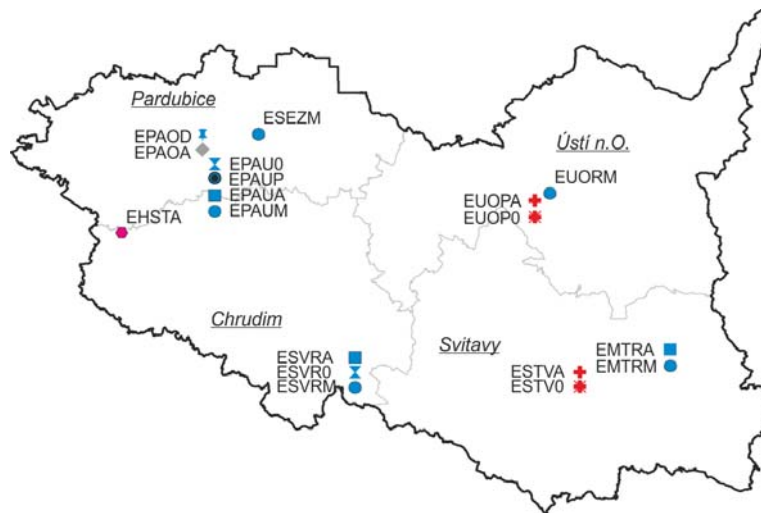 Pardubice
ESEZM
EPAOD
EPAOA
Ústí n.O.
EPAU0
EPAUP
EPAUA
EPAUM
EUORM
EUOPA
EUOP0
EHSTA
Chrudim
Svitavy
ESVRA
ESVR0
ESVRM
EMTRA
EMTRM
ESTVA
ESTV0